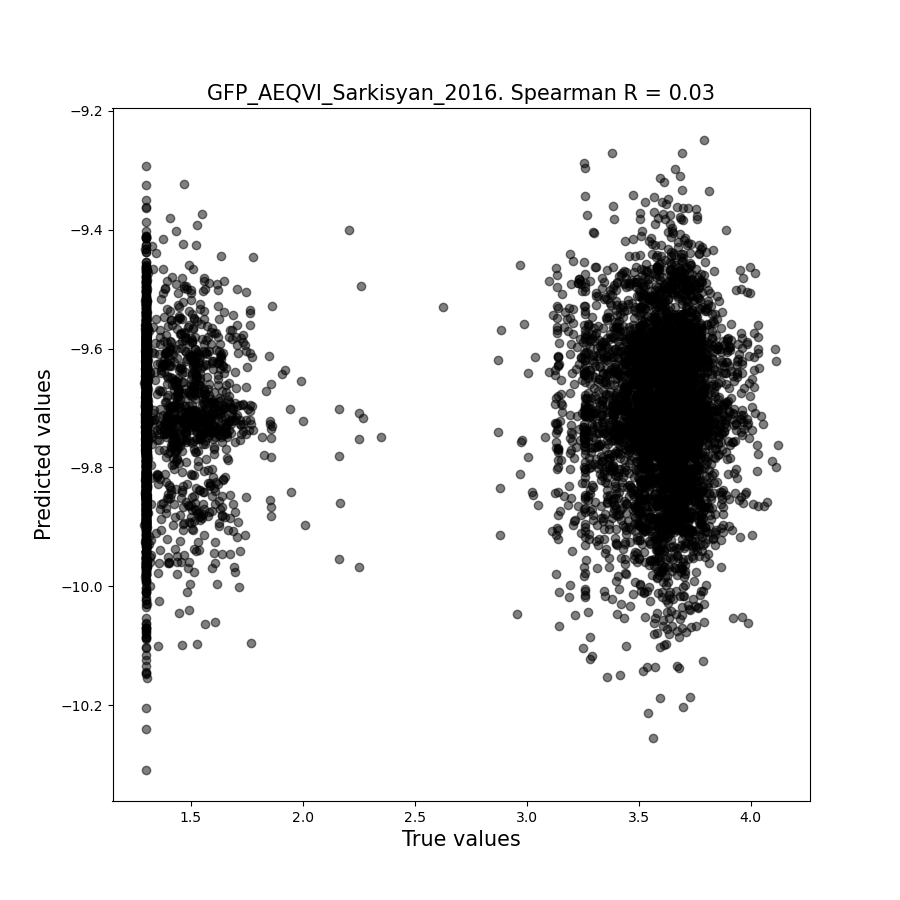 GFP_AEQVI_Sarkisyan_2016. Spearman R = 0.03
−9.2
−9.4
−9.6
−9.8
−10.0
−10.2
Predicted values
1.5 2.0 2.5 3.0 3.5 4.0
True values